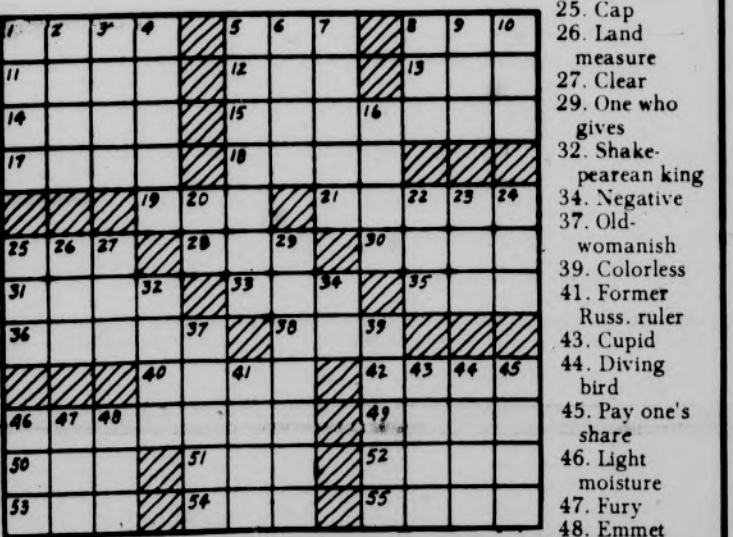 1 2 3 4 5 6 7 8 9 10
11 12 13
14 15 16
17 18
19 20 21 22 23 24
25 26 27 28 29 30
31 32 33 34 35
36 37 38 39
40 41 42 43 44 45
46 47 48 49
50 51 52
53 54 55
25. Cap
26. Land
measure
27. Clear
29. One who
gives
32. Shake-
pearean king
34. Negative
37. Old-
womanish
39. Colorless
41. Former
Russ. ruler
43. Cupid
44. Diving
bird
45. Pay one's
share
46. Light
moisture
47. Fury
48. Emmet